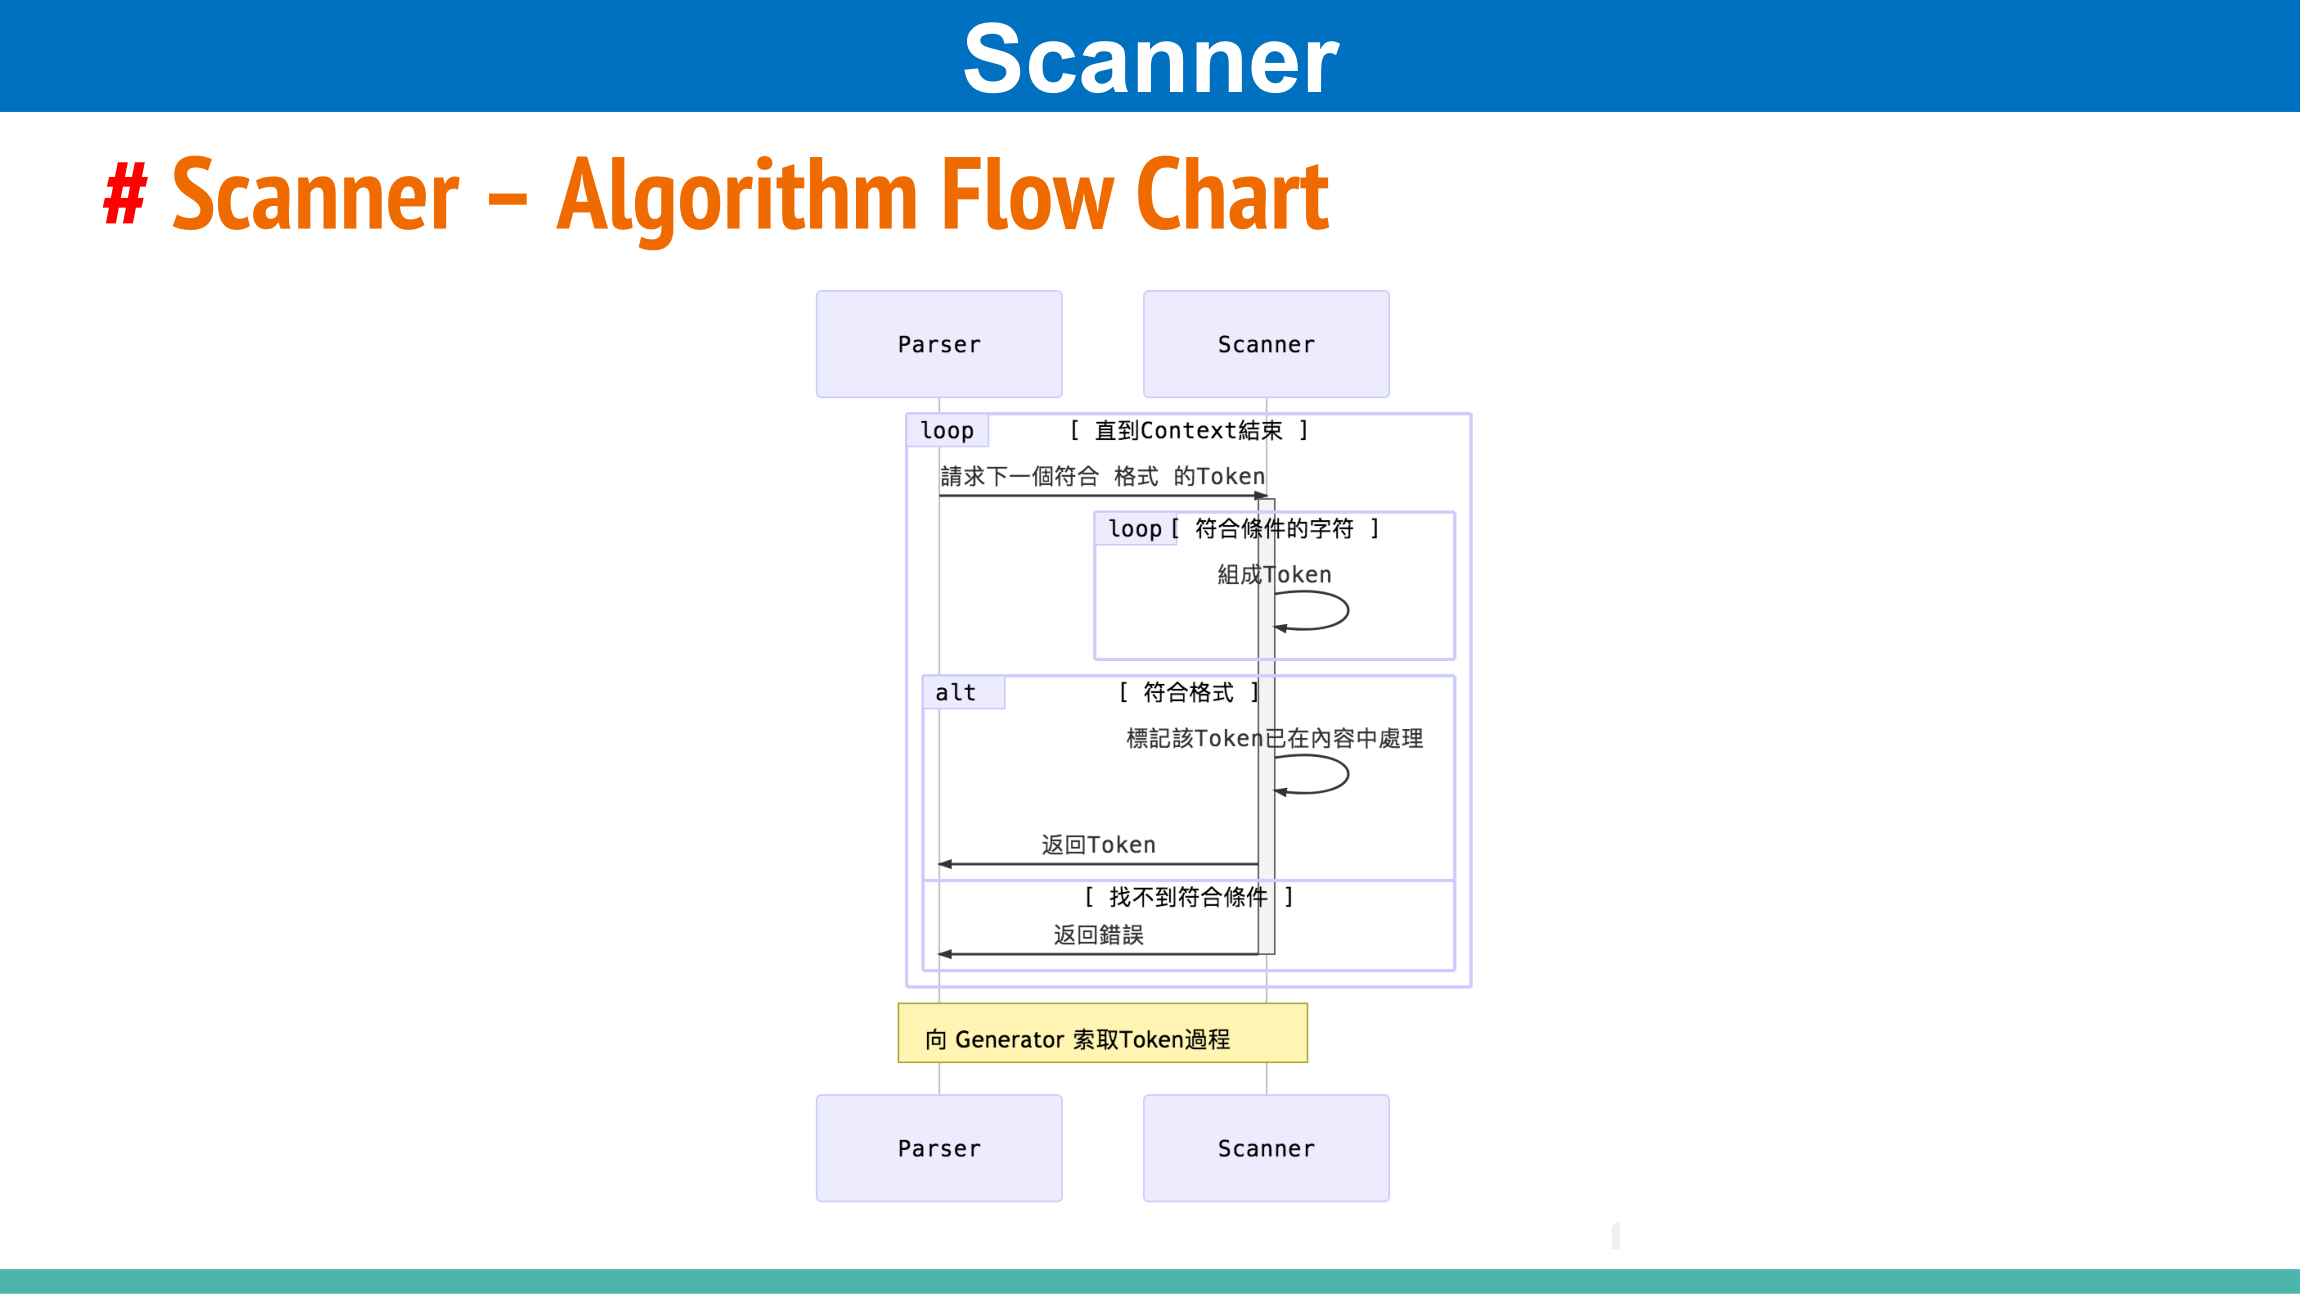 Scanner
# Scanner – Algorithm Flow Chart
Parser
Scanner
loop
[ 直到Context結束 ]
請求下一個符合 格式 的Token
loop
[ 符合條件的字符 ]
組成Token
alt
[ 符合格式 ]
標記該Token已在內容中處理
返回Token
[ 找不到符合條件 ]
返回錯誤
向 Generator 索取Token過程
Parser
Scanner